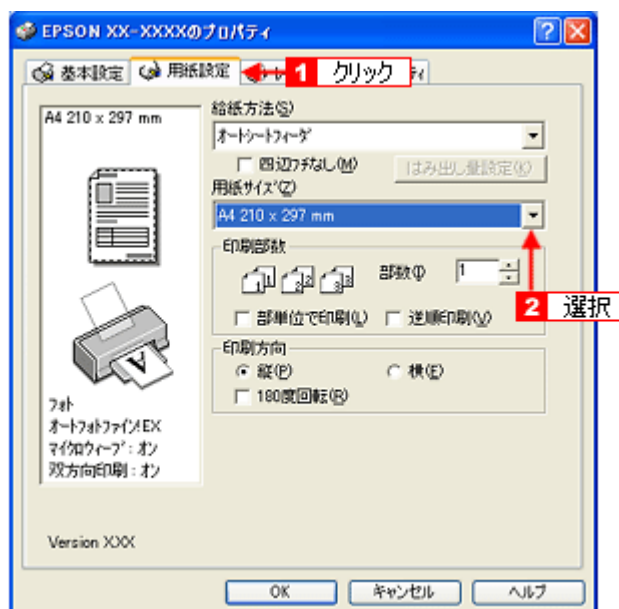 EPSON XX-XXXXのプロパティ
基本設定 用紙設定 1 クリック
A4 210 x 297 mm
給紙方法(S)
オートシートフィーダ
四辺フチなし(M) はみ出し量設定(K)
用紙サイズ(Z)
A4 210 x 297 mm
印刷部数
部数(I) 1
部単位で印刷(L) 逆順印刷(V)
2 選択
印刷方向
縦(P) 横(E)
180度回転(R)
フォト
オートフォトファイン!EX
マイクロウィーブ:オン
双方向印刷:オン
Version XXX
OK キャンセル ヘルプ